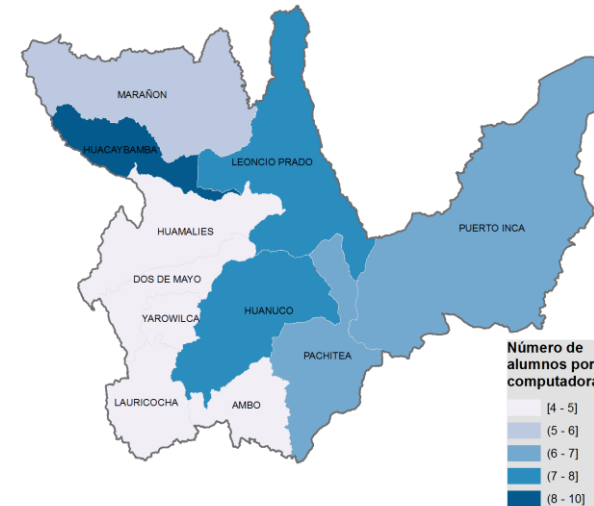 MARAÑON
HUACAYBAMBA
LEONCIO PRADO
HUAMALIES
PUERTO INCA
DOS DE MAYO
YAROWILCA
HUANUCO
PACHITEA
LAURICOCHA
AMBO
Número de
alumnos por
computadora
[4 - 5]
(5 - 6]
(6 - 7]
(7 - 8]
(8 - 10]